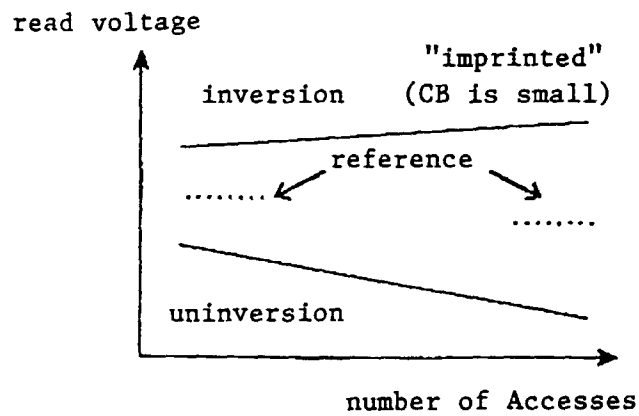 read voltage
"imprinted"
inversion (CB is small)
reference
uninversion
number of Accesses